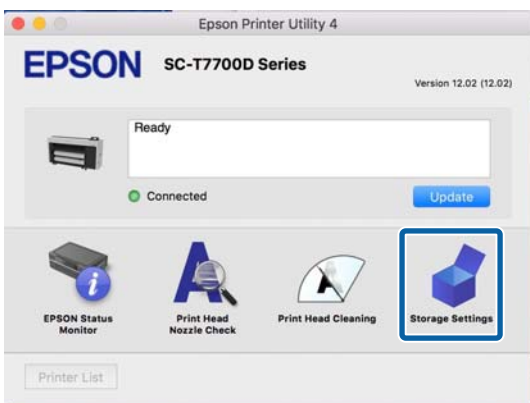 Epson Printer Utility 4
EPSON
SC-T7700D Series
Version 12.02 (12.02)
Ready
Connected
Update
EPSON Status
Monitor
Print Head
Nozzle Check
Print Head Cleaning
Storage Settings
Printer List